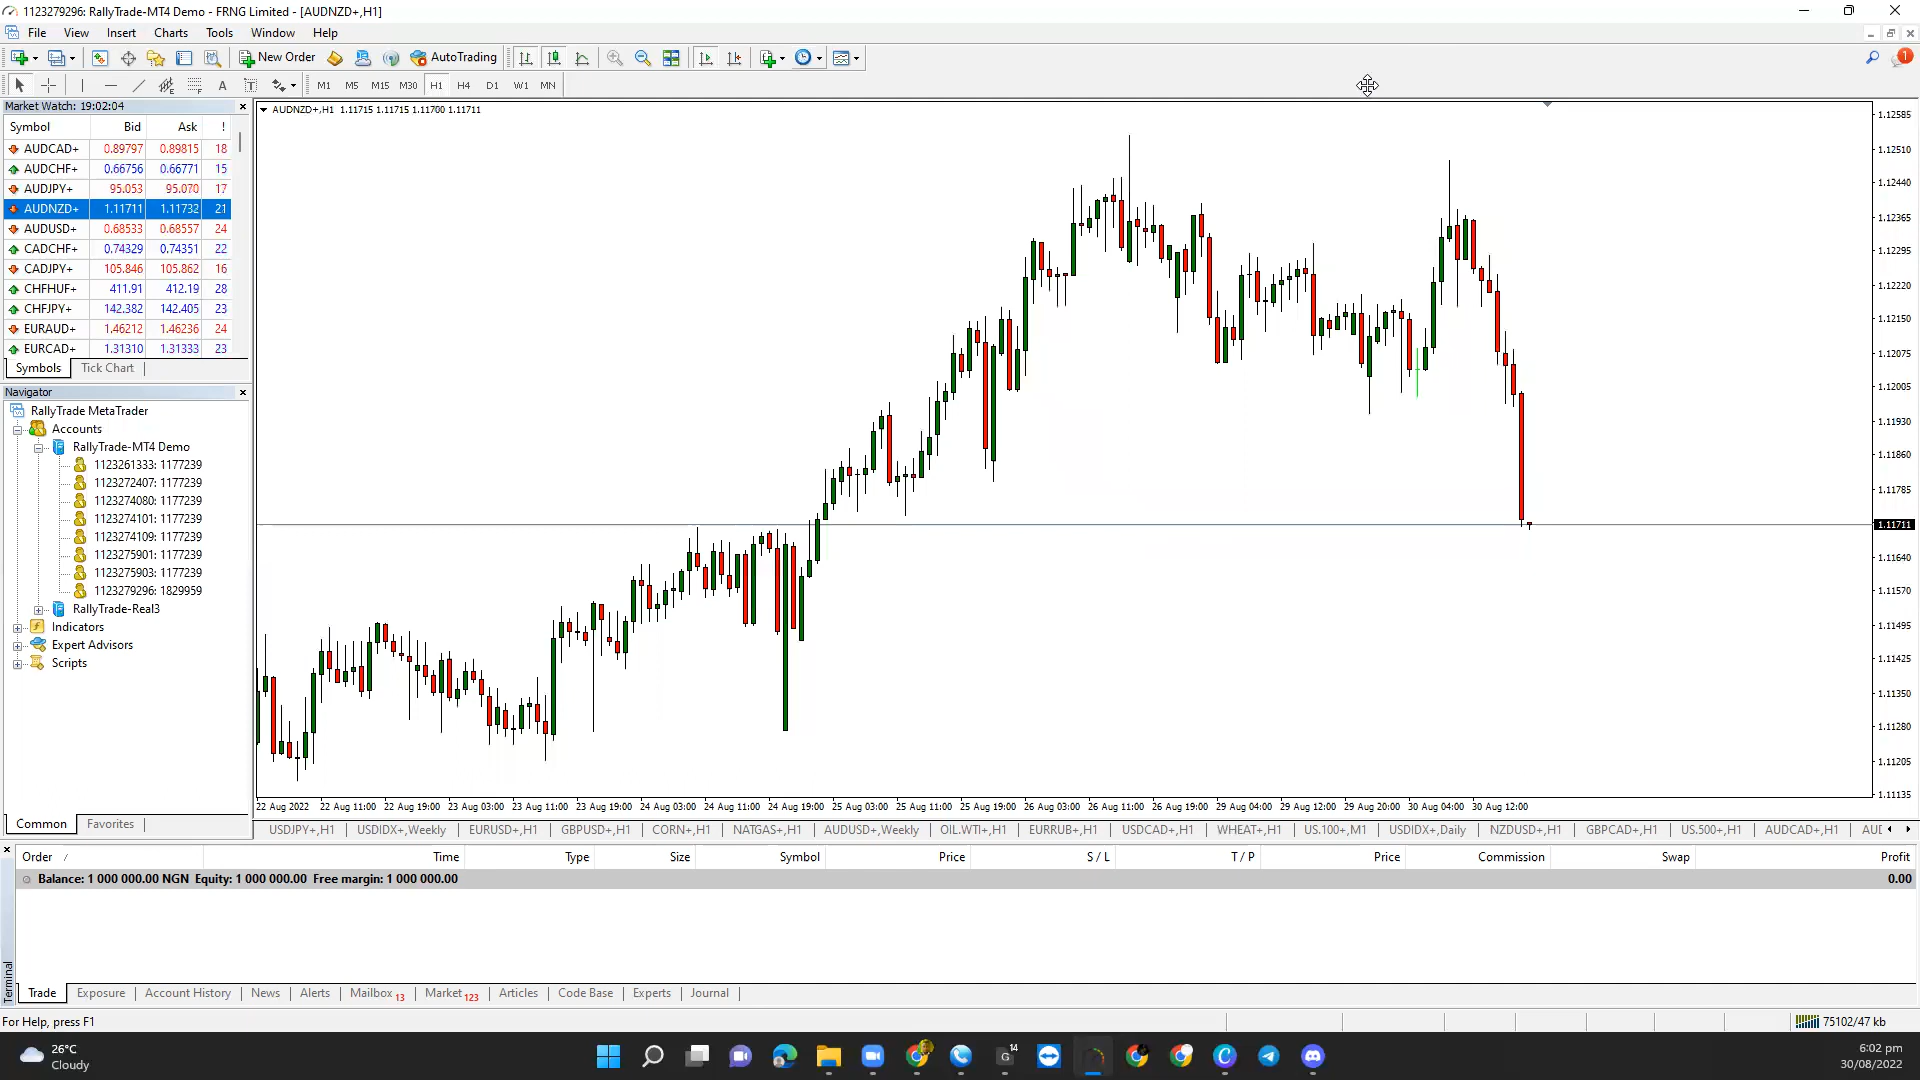 1123279296: RallyTrade-MT4 Demo - FRNG Limited - [AUDNZD+,H1]
File View Insert Charts Tools Window Help
New Order AutoTrading 1
A T M1 M5 M15 M30 H1 H4 D1 W1 MN
Market Watch: 19:02:04
Symbol Bid Ask !
AUDCAD+ 0.89797 0.89815 18
AUDCHF+ 0.66756 0.66771 15
AUDJPY+ 95.053 95.070 17
AUDNZD+ 1.11711 1.11732 21
AUDUSD+ 0.68533 0.68557 24
CADCHF+ 0.74329 0.74351 22
CADJPY+ 105.846 105.862 16
CHFHUF+ 411.91 412.19 28
CHFJPY+ 142.382 142.405 23
EURAUD+ 1.46212 1.46236 24
EURCAD+ 1.31310 1.31333 23
Symbols Tick Chart
Navigator
RallyTrade MetaTrader
Accounts
RallyTrade-MT4 Demo
1123261333: 1177239
1123272407: 1177239
1123274080: 1177239
1123274101: 1177239
1123274109: 1177239
1123275901: 1177239
1123275903: 1177239
1123279296: 1829959
RallyTrade-Real3
Indicators
Expert Advisors
Scripts
Common Favorites
AUDNZD+,H1 1.11715 1.11715 1.11700 1.11711
1.12585
1.12510
1.12440
1.12365
1.12295
1.12220
1.12150
1.12075
1.12005
1.11930
1.11860
1.11785
1.11711
1.11640
1.11570
1.11495
1.11425
1.11350
1.11280
1.11205
1.11135
22 Aug 2022 22 Aug 11:00 22 Aug 19:00 23 Aug 03:00 23 Aug 11:00 23 Aug 19:00 24 Aug 03:00 24 Aug 11:00 24 Aug 19:00 25 Aug 03:00 25 Aug 11:00 25 Aug 19:00 26 Aug 03:00 26 Aug 11:00 26 Aug 19:00 29 Aug 04:00 29 Aug 12:00 29 Aug 20:00 30 Aug 04:00 30 Aug 12:00
USDJPY+,H1 USDIDX+,Weekly EURUSD+,H1 GBPUSD+,H1 CORN+,H1 NATGAS+,H1 AUDUSD+,Weekly OIL.WTI+,H1 EURRUB+,H1 USDCAD+,H1 WHEAT+,H1 US.100+,M1 USDIDX+,Daily NZDUSD+,H1 GBPCAD+,H1 US.500+,H1 AUDCAD+,H1
Order / Time Type Size Symbol Price S / L T / P Price Commission Swap Profit
Balance: 1 000 000.00 NGN Equity: 1 000 000.00 Free margin: 1 000 000.00 0.00
Terminal
Trade Exposure Account History News Alerts Mailbox 13 Market 123 Articles Code Base Experts Journal
For Help, press F1 75102/47 kb
26°C
Cloudy
G 14
6:02 pm
30/08/2022